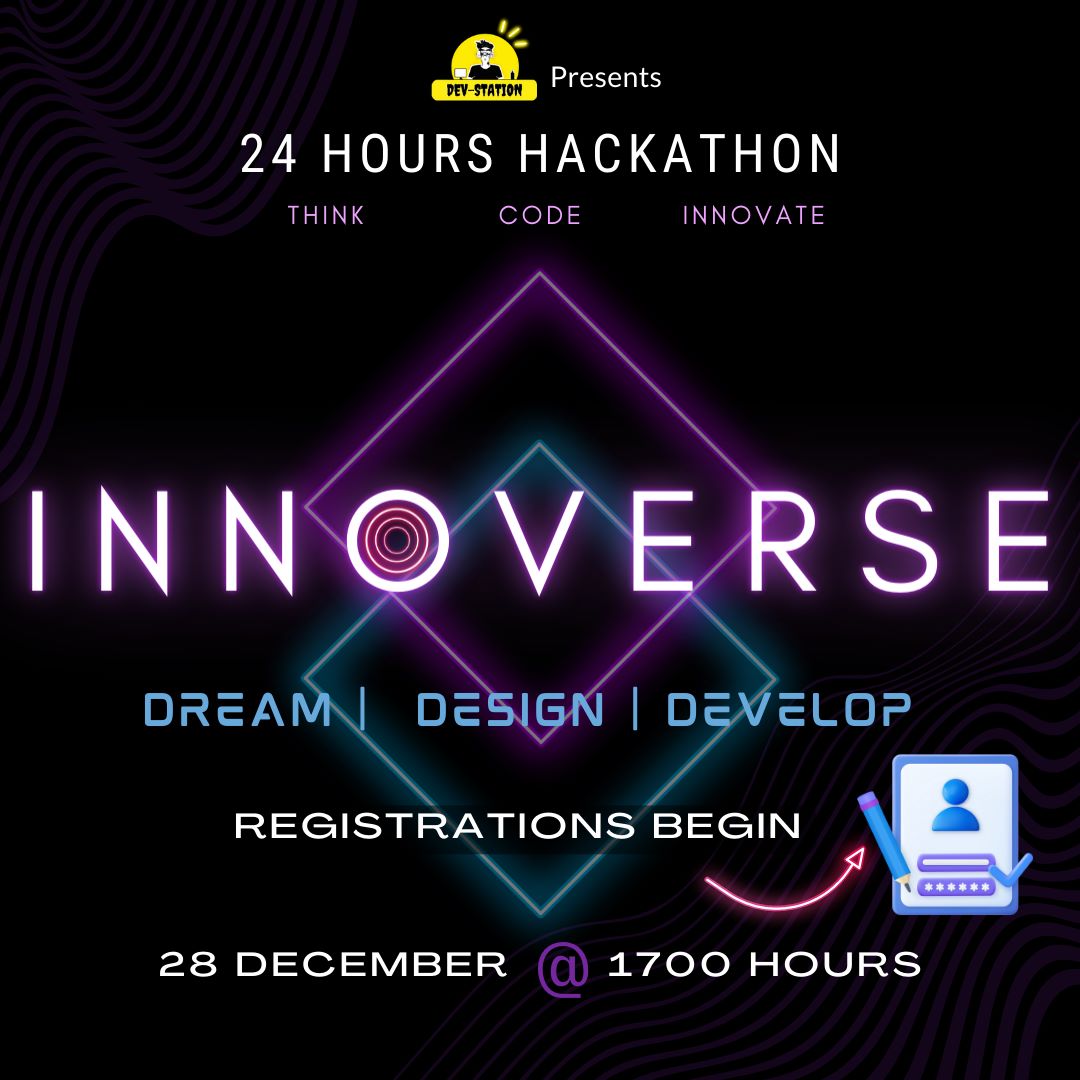 DEV-STATION Presents
24 HOURS HACKATHON
THINK CODE INNOVATE
INNOVERSE
DREAM | DESIGN | DEVELOP
REGISTRATIONS BEGIN
******
28 DECEMBER @ 1700 HOURS